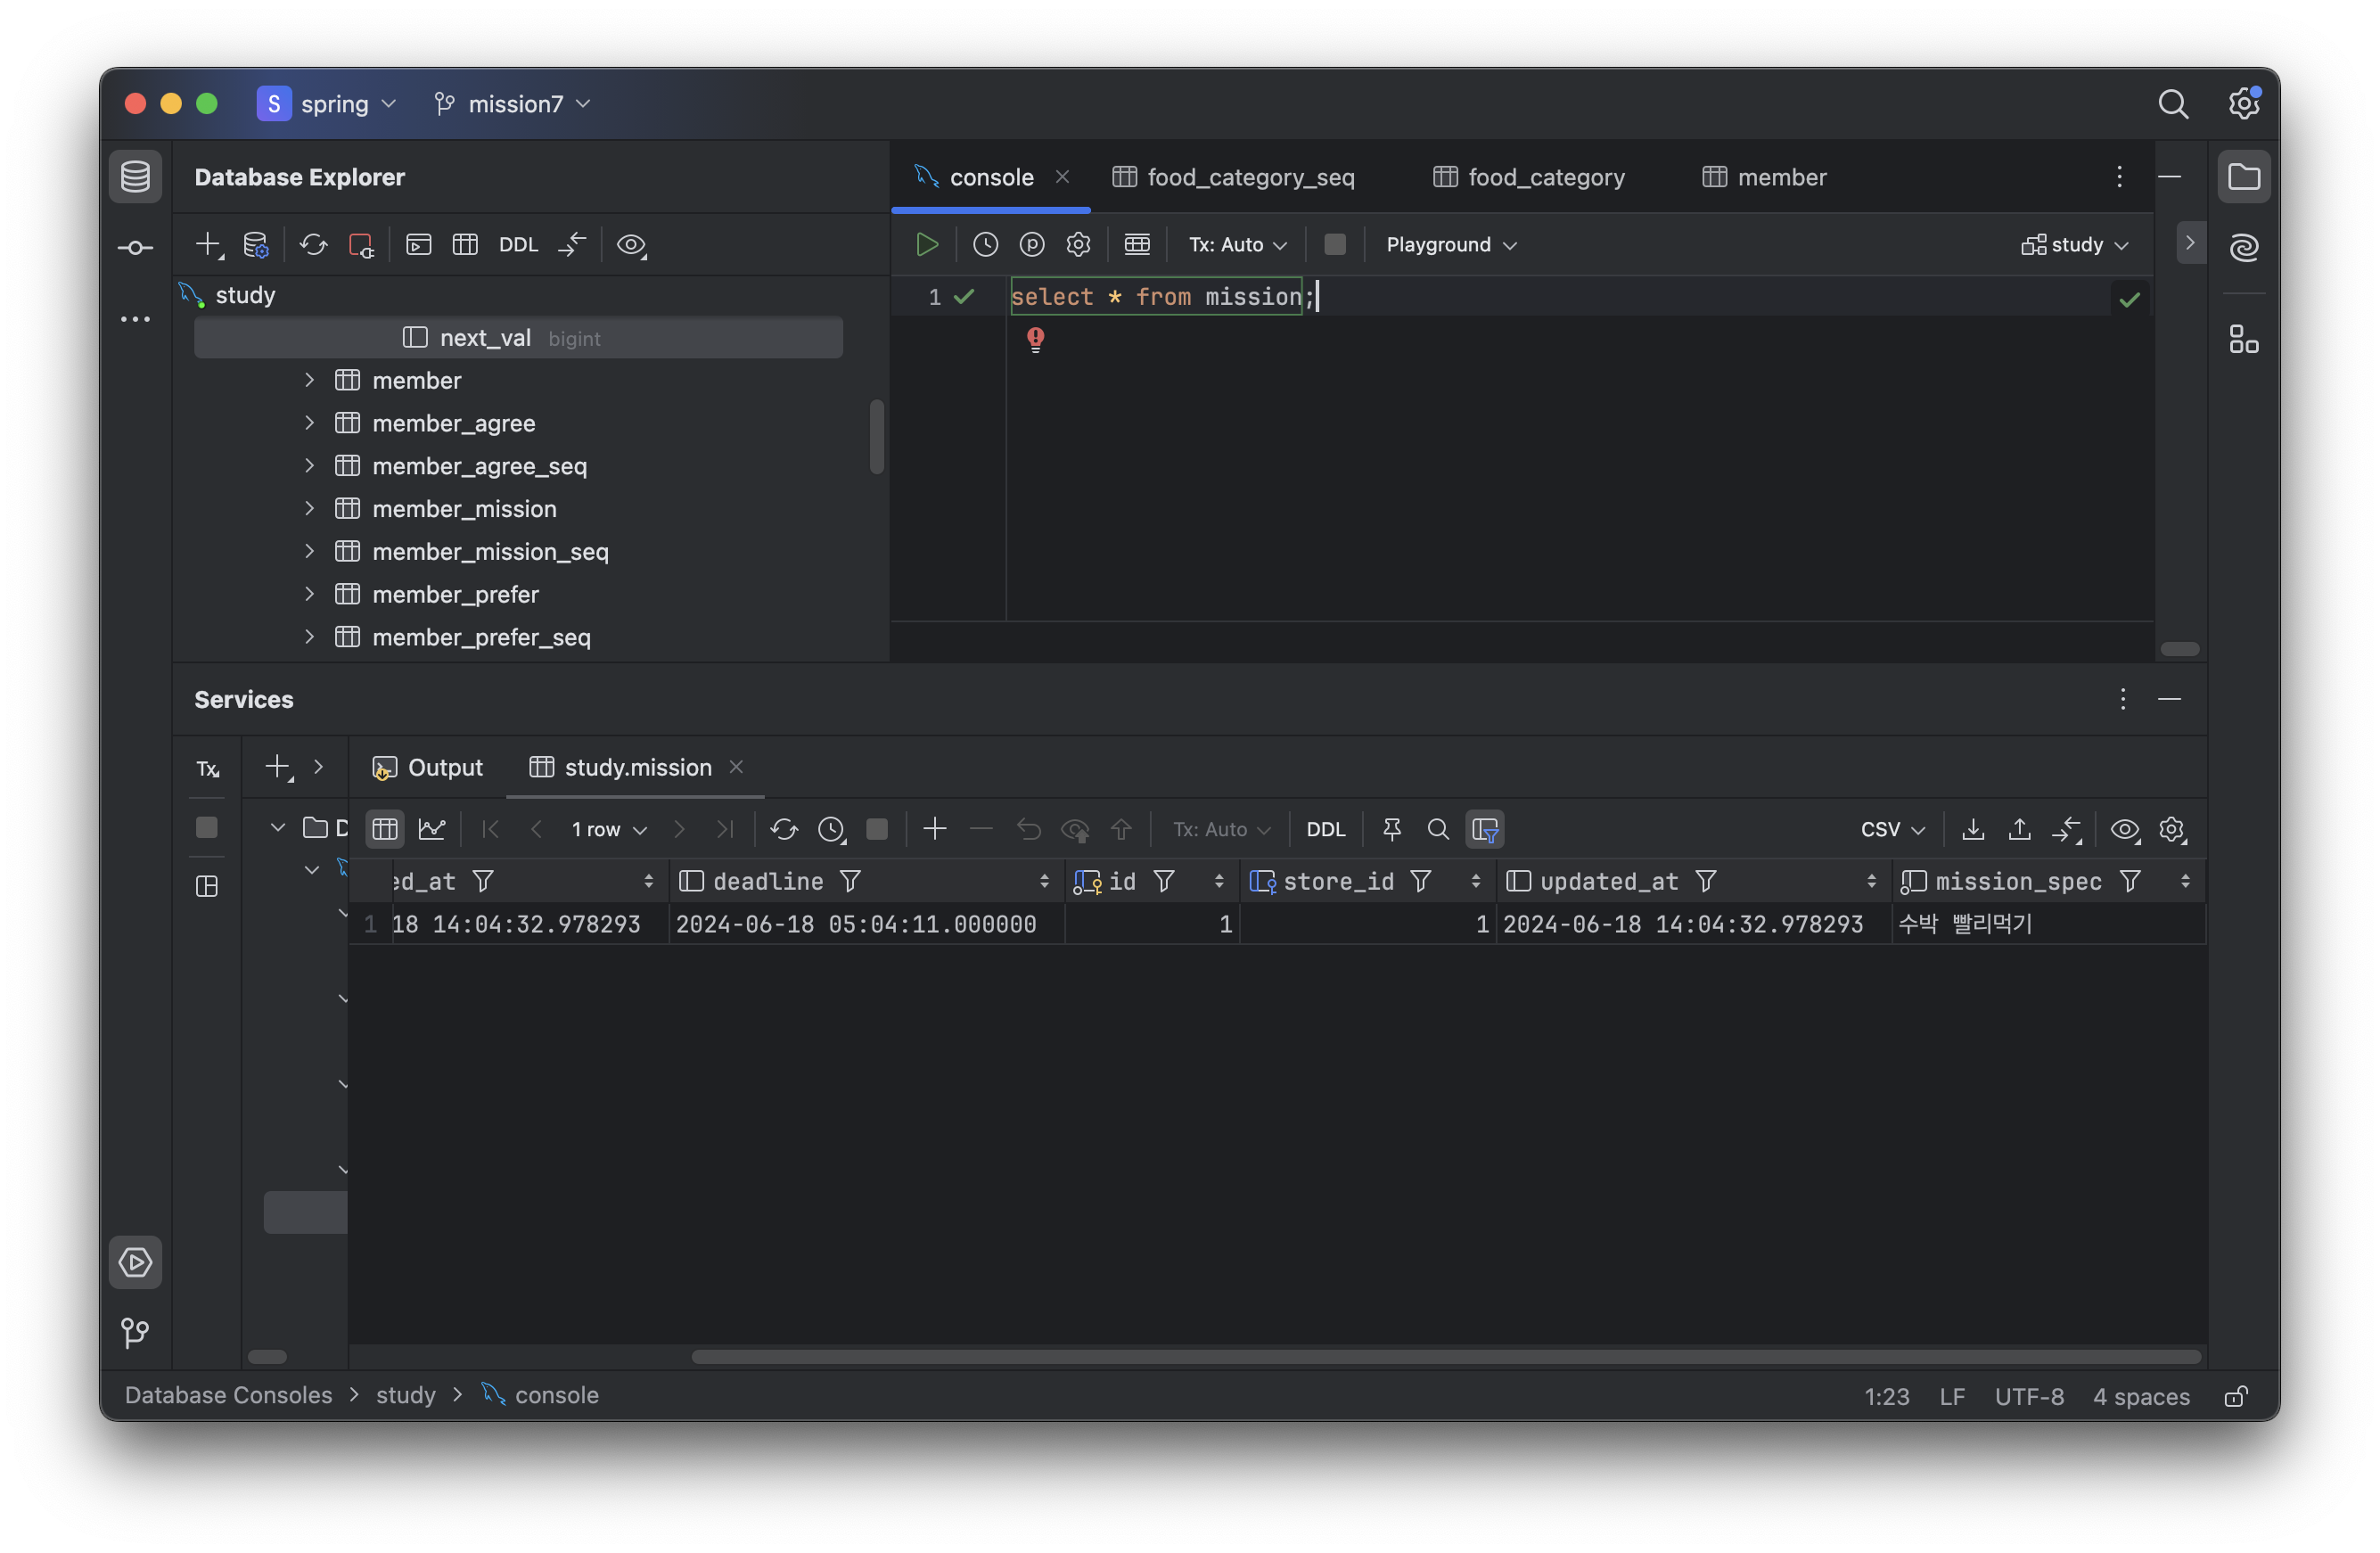 S spring mission7
Database Explorer
DDL
study
next_val bigint
member
member_agree
member_agree_seq
member_mission
member_mission_seq
member_prefer
member_prefer_seq
console food_category_seq food_category member
Tx: Auto Playground study
1 select * from mission;
Services
Tx
Output study.mission
D
1 row Tx: Auto DDL CSV
ed_at deadline id store_id updated_at mission_spec
1 18 14:04:32.978293 2024-06-18 05:04:11.000000 1 1 2024-06-18 14:04:32.978293 수박 빨리먹기
Database Consoles > study > console
1:23 LF UTF-8 4 spaces